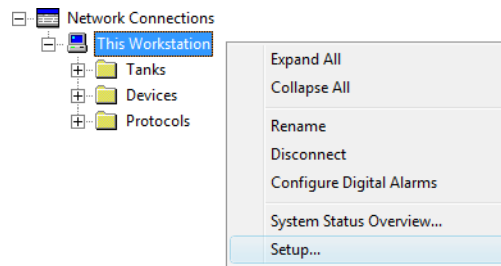 Network Connections
This Workstation
Tanks
Devices
Protocols
Expand All
Collapse All
Rename
Disconnect
Configure Digital Alarms
System Status Overview...
Setup...